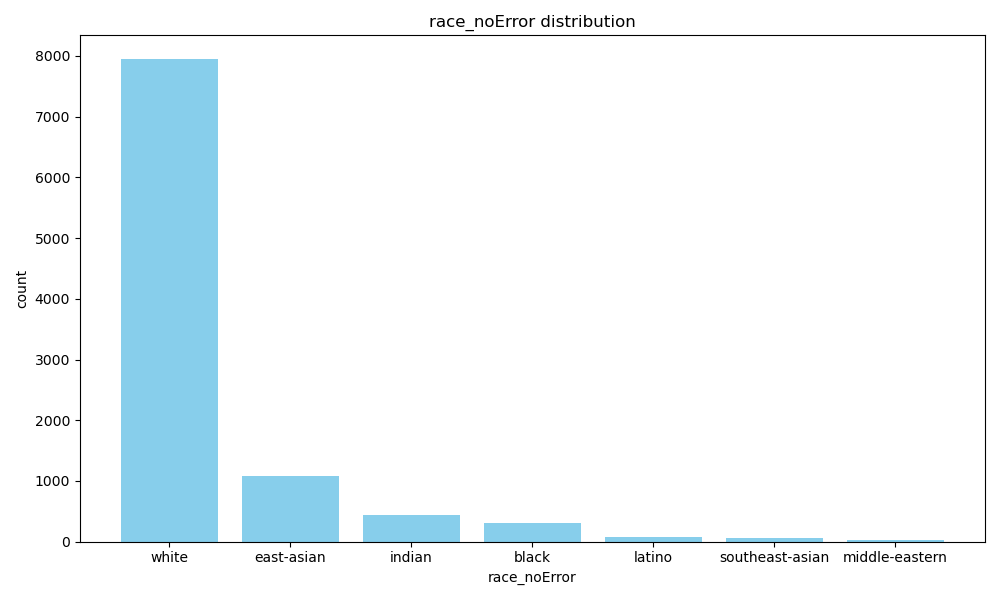 race_noError distribution
count
8000
7000
6000
5000
4000
3000
2000
1000
0
white east-asian indian black latino southeast-asian middle-eastern
race_noError